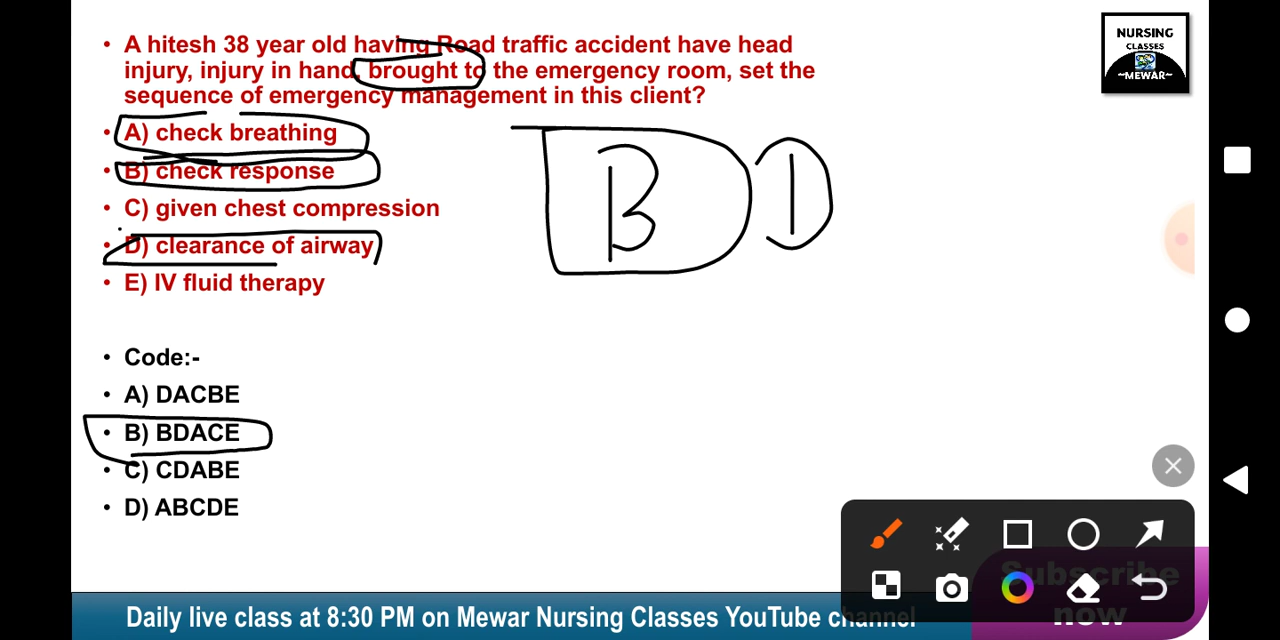 NURSING
CLASSES
~MEWAR~
• A hitesh 38 year old having Road traffic accident have head
injury, injury in hand, brought to the emergency room, set the
sequence of emergency management in this client?
• A) check breathing
• B) check response
• C) given chest compression
• D) clearance of airway
• E) IV fluid therapy
B D
• Code:-
• A) DACBE
• B) BDACE
• C) CDABE
• D) ABCDE
Subscribe
now
Daily live class at 8:30 PM on Mewar Nursing Classes YouTube channel